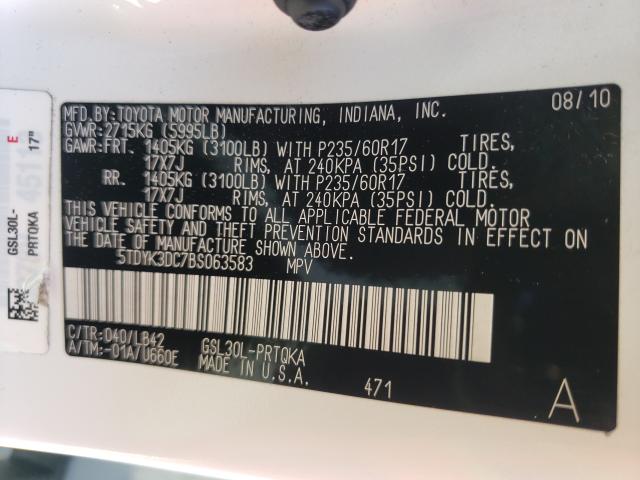 MFD.BY:TOYOTA MOTOR MANUFACTURING, INDIANA, INC. 08/10
GVWR:2715KG (5995LB)
GAWR:FRT. 1405KG (3100LB) WITH P235/60R17 TIRES,
17X7J RIMS, AT 240KPA (35PSI) COLD.
RR. 1405KG (3100LB) WITH P235/60R17 TIRES,
17X7J RIMS, AT 240KPA (35PSI) COLD.
THIS VEHICLE CONFORMS TO ALL APPLICABLE FEDERAL MOTOR
VEHICLE SAFETY AND THEFT PREVENTION STANDARDS IN EFFECT ON
THE DATE OF MANUFACTURE SHOWN ABOVE.
5TDYK3DC7BS063583 MPV
C/TR:D40/LB42 GSL30L-PRTQKA
A/TM:-01A/U660E MADE IN U.S.A.
471
A
GSL30L-
PRTQKA
17" E